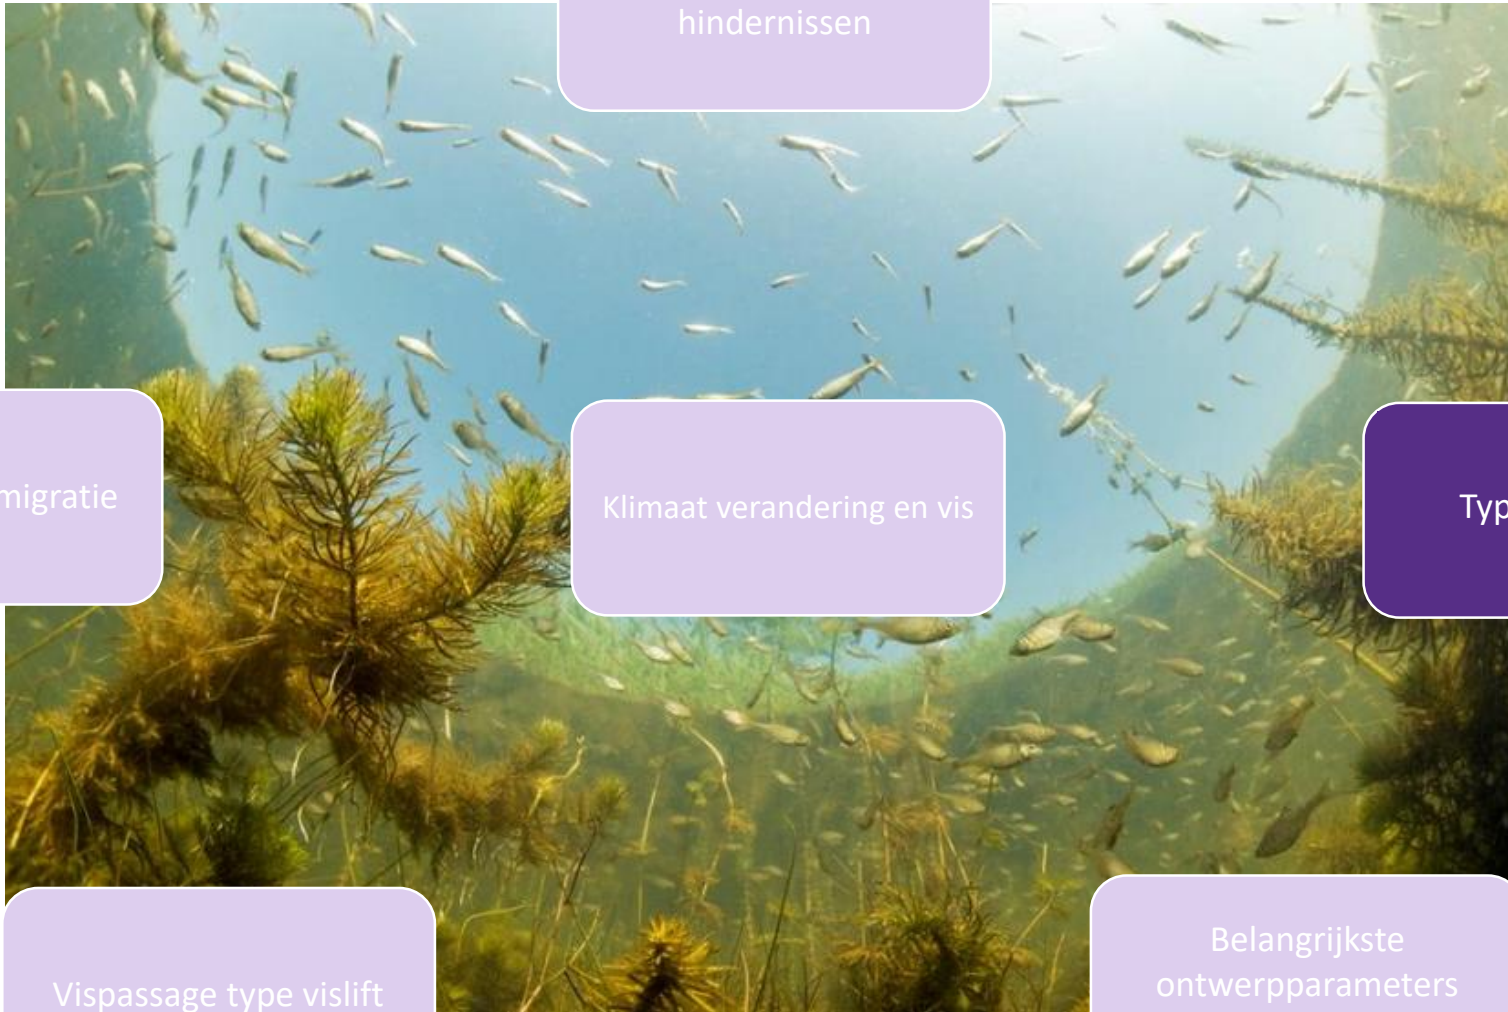 hindernissen
migratie
Klimaat verandering en vis
Typ
Belangrijkste
ontwerpparameters
Vispassage type vislift